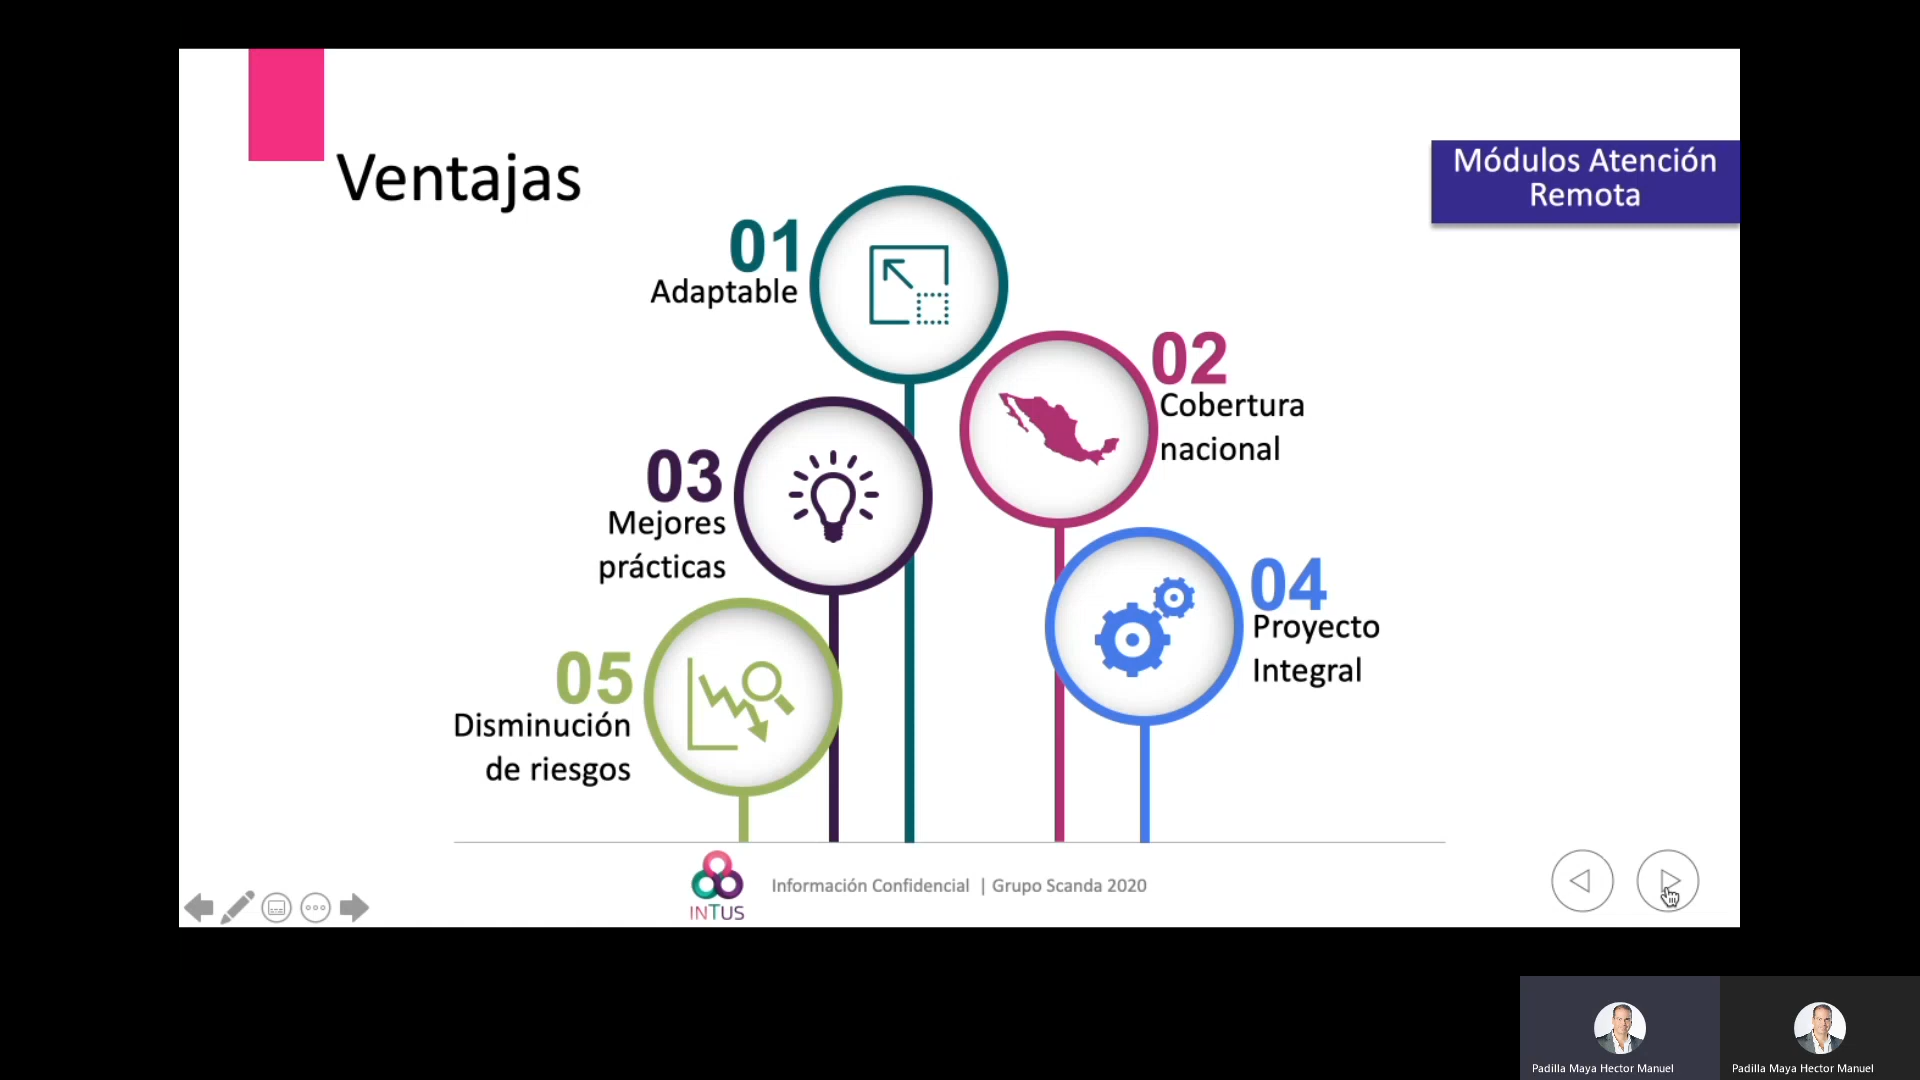 Ventajas
Módulos Atención
Remota
01
Adaptable
02
Cobertura
nacional
03
Mejores
prácticas
04
Proyecto
Integral
05
Disminución
de riesgos
INTUS
Información Confidencial | Grupo Scanda 2020
Padilla Maya Hector Manuel
Padilla Maya Hector Manuel